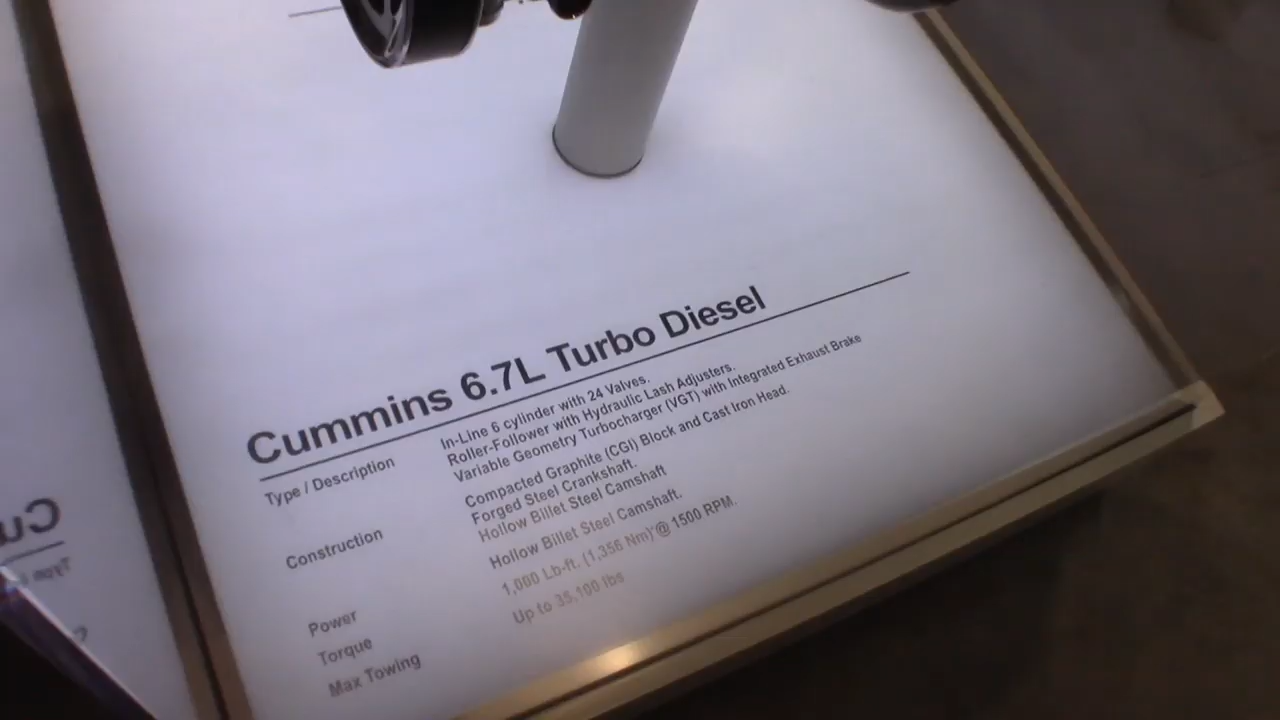 Cummins 6.7L Turbo Diesel
Type / Description
In-Line 6 cylinder with 24 Valves.
Roller-Follower with Hydraulic Lash Adjusters.
Variable Geometry Turbocharger (VGT) with Integrated Exhaust Brake
Construction
Compacted Graphite (CGI) Block and Cast Iron Head.
Forged Steel Crankshaft.
Hollow Billet Steel Camshaft
Power
Hollow Billet Steel Camshaft.
Torque
1,000 Lb-ft. (1,356 Nm) @ 1500 RPM.
Max Towing
Up to 35,100 lbs